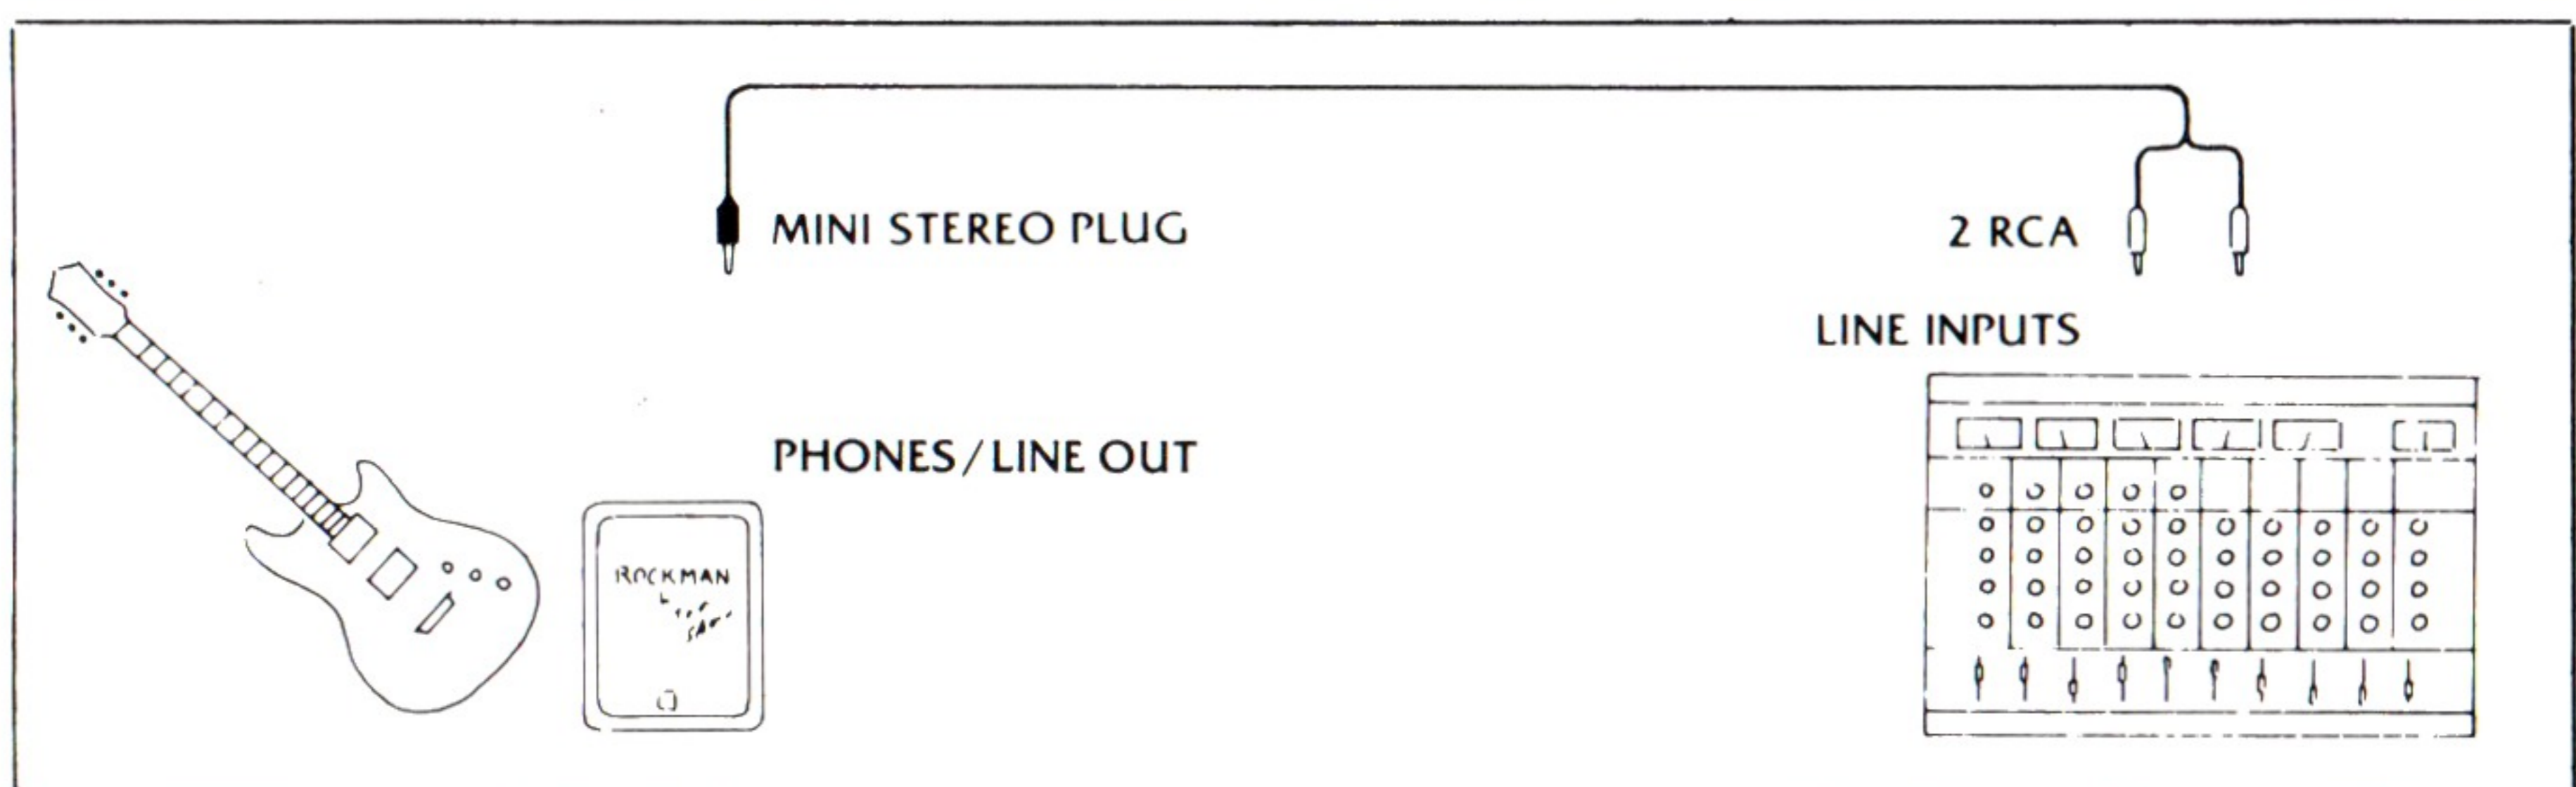 MINI STEREO PLUG
2 RCA
LINE INPUTS
PHONES/LINE OUT
ROCKMAN